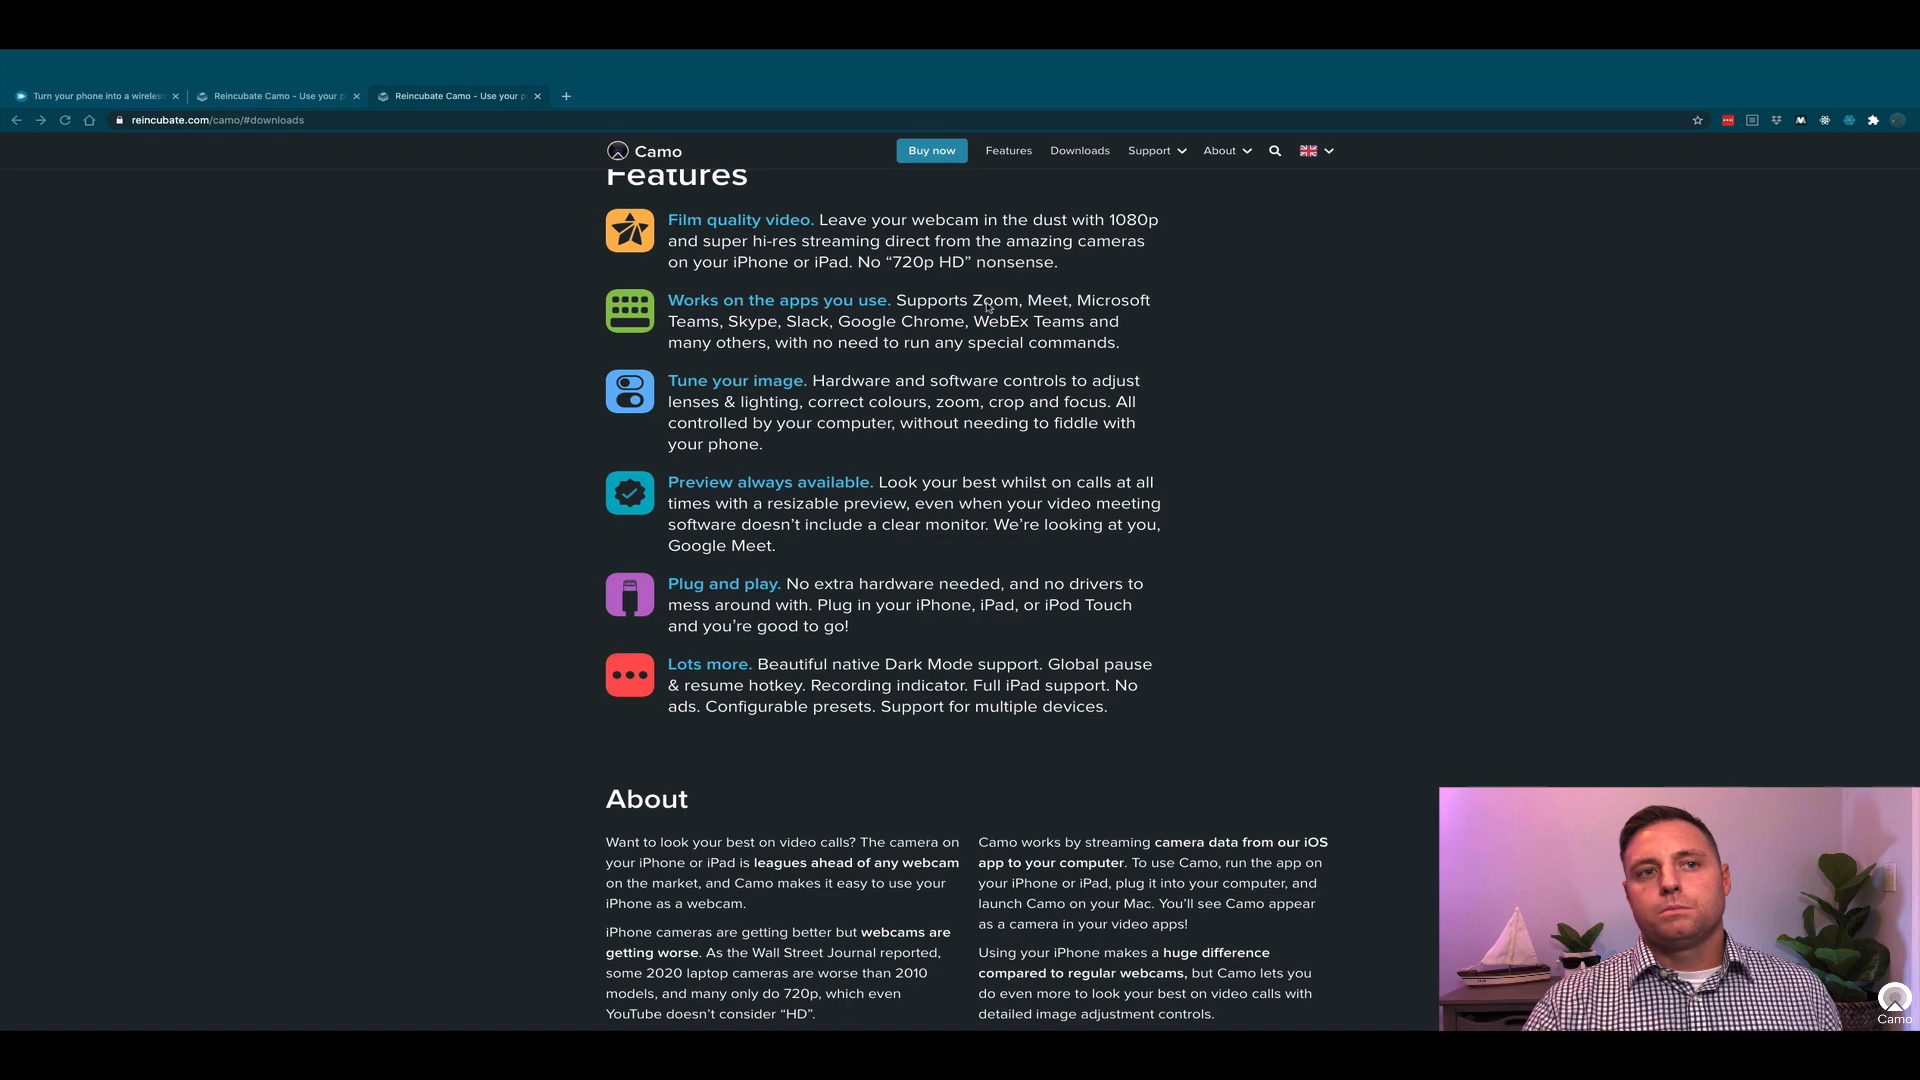 Turn your phone into a wireles
Reincubate Camo - Use your p
Reincubate Camo - Use your p
reincubate.com/camo/#downloads
Camo
Buy now
Features
Downloads
Support
About
Features
Film quality video. Leave your webcam in the dust with 1080p
and super hi-res streaming direct from the amazing cameras
on your iPhone or iPad. No “720p HD” nonsense.
Works on the apps you use. Supports Zoom, Meet, Microsoft
Teams, Skype, Slack, Google Chrome, WebEx Teams and
many others, with no need to run any special commands.
Tune your image. Hardware and software controls to adjust
lenses & lighting, correct colours, zoom, crop and focus. All
controlled by your computer, without needing to fiddle with
your phone.
Preview always available. Look your best whilst on calls at all
times with a resizable preview, even when your video meeting
software doesn’t include a clear monitor. We’re looking at you,
Google Meet.
Plug and play. No extra hardware needed, and no drivers to
mess around with. Plug in your iPhone, iPad, or iPod Touch
and you’re good to go!
Lots more. Beautiful native Dark Mode support. Global pause
& resume hotkey. Recording indicator. Full iPad support. No
ads. Configurable presets. Support for multiple devices.
About
Want to look your best on video calls? The camera on
your iPhone or iPad is leagues ahead of any webcam
on the market, and Camo makes it easy to use your
iPhone as a webcam.
iPhone cameras are getting better but webcams are
getting worse. As the Wall Street Journal reported,
some 2020 laptop cameras are worse than 2010
models, and many only do 720p, which even
YouTube doesn’t consider “HD”.
Camo works by streaming camera data from our iOS
app to your computer. To use Camo, run the app on
your iPhone or iPad, plug it into your computer, and
launch Camo on your Mac. You’ll see Camo appear
as a camera in your video apps!
Using your iPhone makes a huge difference
compared to regular webcams, but Camo lets you
do even more to look your best on video calls with
detailed image adjustment controls.
Camo